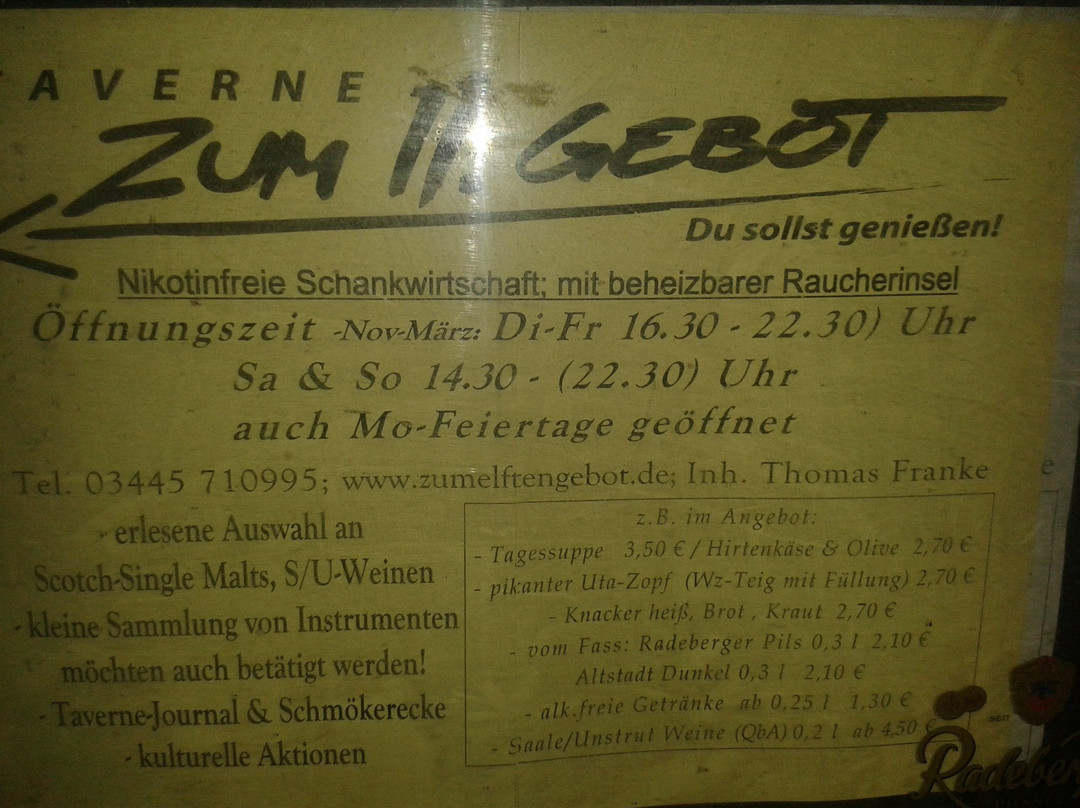 AVERNE
ZUM 11. GEBOT
Du sollst genießen!
Nikotinfreie Schankwirtschaft; mit beheizbarer Raucherinsel
Öffnungszeit -Nov-März: Di-Fr 16.30 - 22.30) Uhr
Sa & So 14.30 - (22.30) Uhr
auch Mo-Feiertage geöffnet
Tel. 03445 710995; www.zumelftengebot.de; Inh. Thomas Franke
- erlesene Auswahl an
Scotch-Single Malts, S/U-Weinen
- kleine Sammlung von Instrumenten
möchten auch betätigt werden!
- Taverne-Journal & Schmökerecke
- kulturelle Aktionen
z.B. im Angebot:
- Tagessuppe 3,50 € / Hirtenkäse & Olive 2,70 €
- pikanter Uta-Zopf (Wz-Teig mit Füllung) 2,70 €
- Knacker heiß, Brot , Kraut 2,70 €
- vom Fass: Radeberger Pils 0,3 l 2,10 €
Altstadt Dunkel 0,3 l 2,10 €
- alk.freie Getränke ab 0,25 l 1,30 €
- Saale/Unstrut Weine (QbA) 0,2 l ab 4,50 €
SEIT
Radeber
e